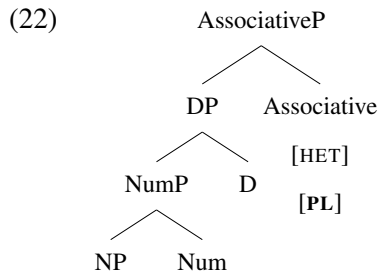 (22) AssociativeP
DP Associative
[HET]
NumP D [PL]
NP Num